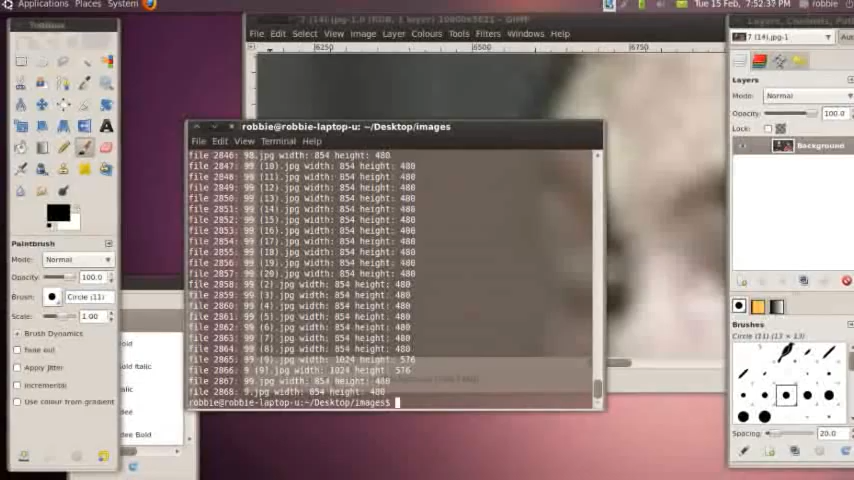 Applications Places System
Tue 15 Feb, 7:52:37 PM robbie
7 (14).jpg-1.0 (RGB, 1 layer) 10800x3621 – GIMP
File Edit Select View Image Layer Colours Tools Filters Windows Help
6250 6500 6750
Toolbox
Layers, Channels, Path
7 (14).jpg-1
Layers
Mode: Normal
Opacity: 100.0
Lock:
Background
robbie@robbie-laptop-u: ~/Desktop/images
File Edit View Terminal Help
file 2846: 98.jpg width: 854 height: 480
file 2847: 99 (10).jpg width: 854 height: 480
file 2848: 99 (11).jpg width: 854 height: 480
file 2849: 99 (12).jpg width: 854 height: 480
file 2850: 99 (13).jpg width: 854 height: 480
file 2851: 99 (14).jpg width: 854 height: 480
file 2852: 99 (15).jpg width: 854 height: 480
file 2853: 99 (16).jpg width: 854 height: 480
file 2854: 99 (17).jpg width: 854 height: 480
file 2855: 99 (18).jpg width: 854 height: 480
file 2856: 99 (19).jpg width: 854 height: 480
file 2857: 99 (20).jpg width: 854 height: 480
file 2858: 99 (2).jpg width: 854 height: 480
file 2859: 99 (3).jpg width: 854 height: 480
file 2860: 99 (4).jpg width: 854 height: 480
file 2861: 99 (5).jpg width: 854 height: 480
file 2862: 99 (6).jpg width: 854 height: 480
file 2863: 99 (7).jpg width: 854 height: 480
file 2864: 99 (8).jpg width: 854 height: 480
file 2865: 99 (9).jpg width: 1024 height: 576
file 2866: 9 (9).jpg width: 1024 height: 576
file 2867: 99.jpg width: 854 height: 480
file 2868: 9.jpg width: 854 height: 480
robbie@robbie-laptop-u:~/Desktop/images$
Paintbrush
Mode: Normal
Opacity: 100.0
Brush: Circle (11)
Scale: 1.00
Brush Dynamics
Fade out
Apply Jitter
Incremental
Use colour from gradient
old
old Italic
ee Bold
Brushes
Circle (11) (13 × 13)
Spacing: 20.0